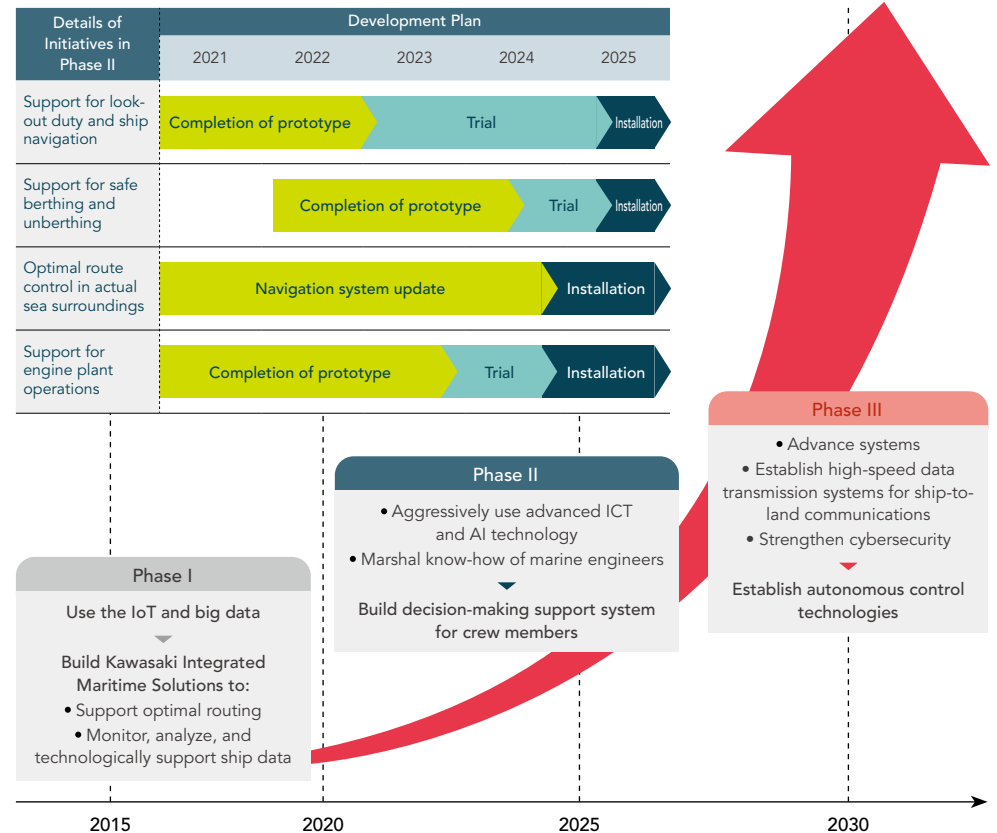 Details of
Initiatives in
Phase II
Development Plan
2021 2022 2023 2024 2025
Support for look-
out duty and ship
navigation
Completion of prototype Trial Installation
Support for safe
berthing and
unberthing
Completion of prototype Trial Installation
Optimal route
control in actual
sea surroundings
Navigation system update Installation
Support for
engine plant
operations
Completion of prototype Trial Installation
Phase I
Use the IoT and big data
Build Kawasaki Integrated
Maritime Solutions to:
• Support optimal routing
• Monitor, analyze, and
technologically support ship data
Phase II
• Aggressively use advanced ICT
and AI technology
• Marshal know-how of marine engineers
Build decision-making support system
for crew members
Phase III
• Advance systems
• Establish high-speed data
transmission systems for ship-to-
land communications
• Strengthen cybersecurity
Establish autonomous control
technologies
2015 2020 2025 2030